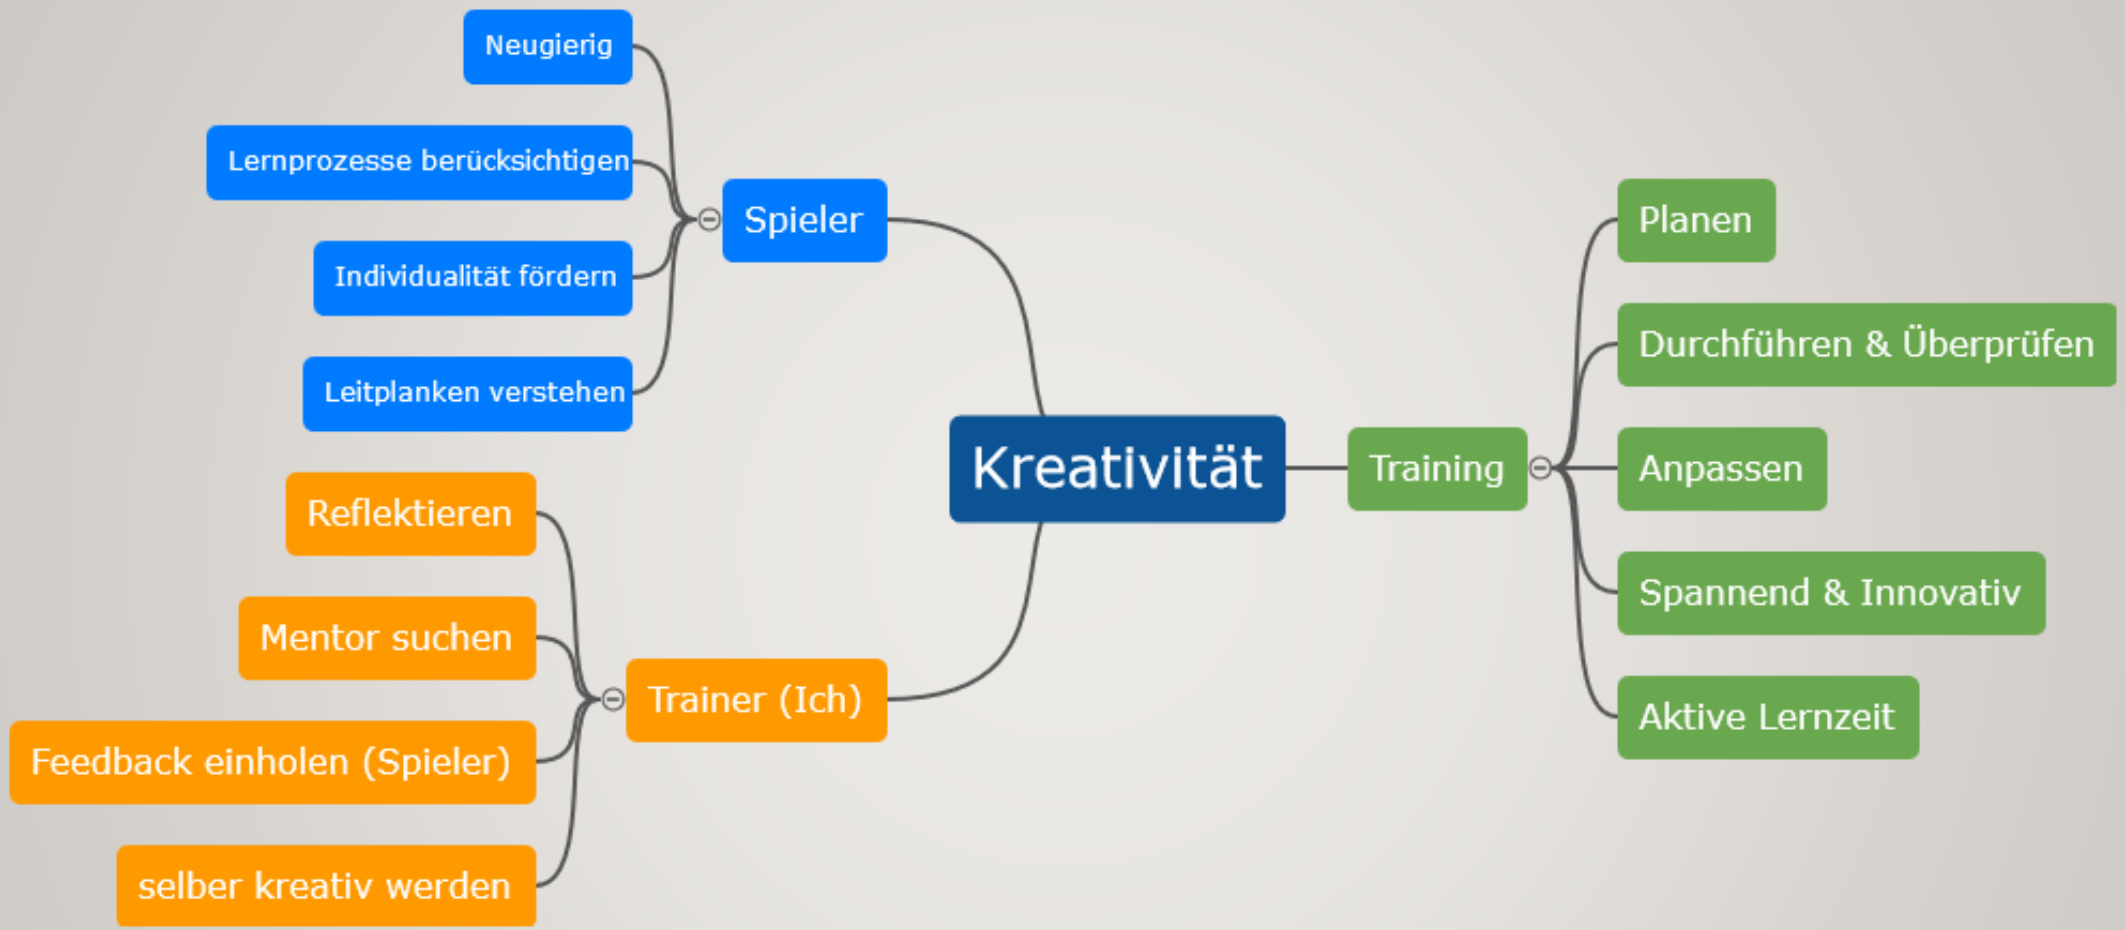 Kreativität
Spieler
Neugierig
Lernprozesse berücksichtigen
Individualität fördern
Leitplanken verstehen
Trainer (Ich)
Reflektieren
Mentor suchen
Feedback einholen (Spieler)
selber kreativ werden
Training
Planen
Durchführen & Überprüfen
Anpassen
Spannend & Innovativ
Aktive Lernzeit